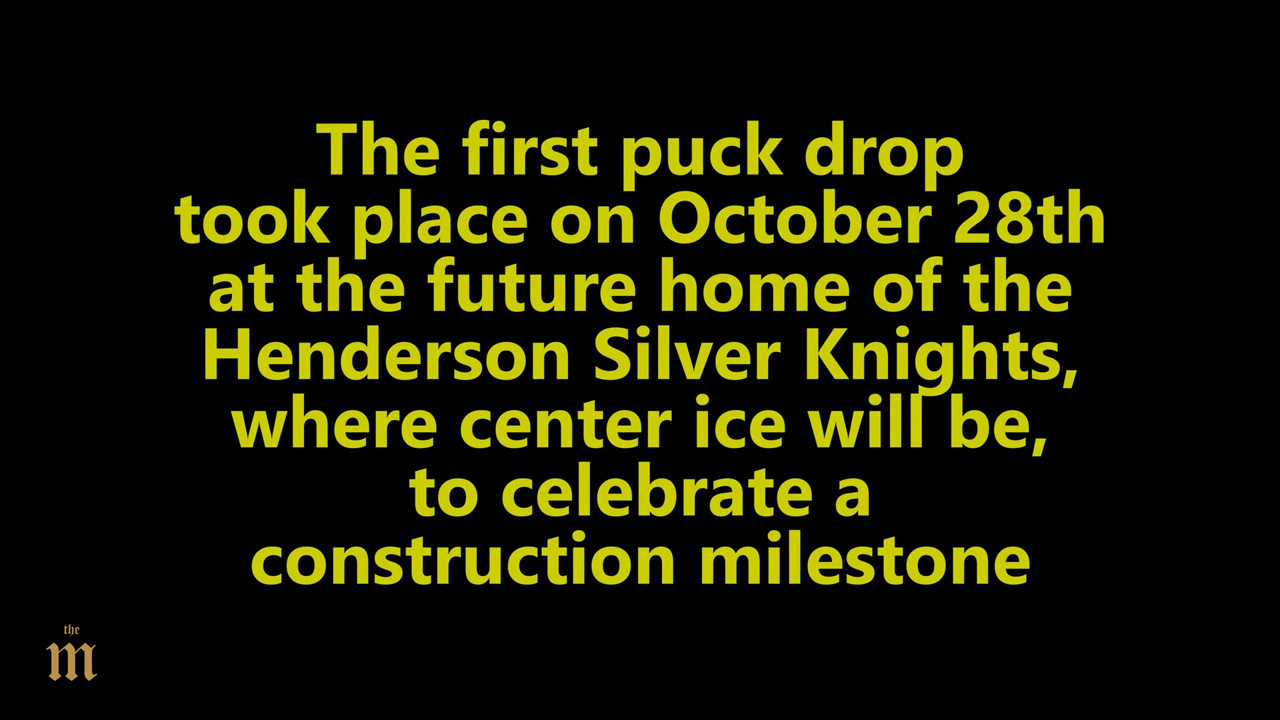 The first puck drop
took place on October 28th
at the future home of the
Henderson Silver Knights,
where center ice will be,
to celebrate a
construction milestone
the
M